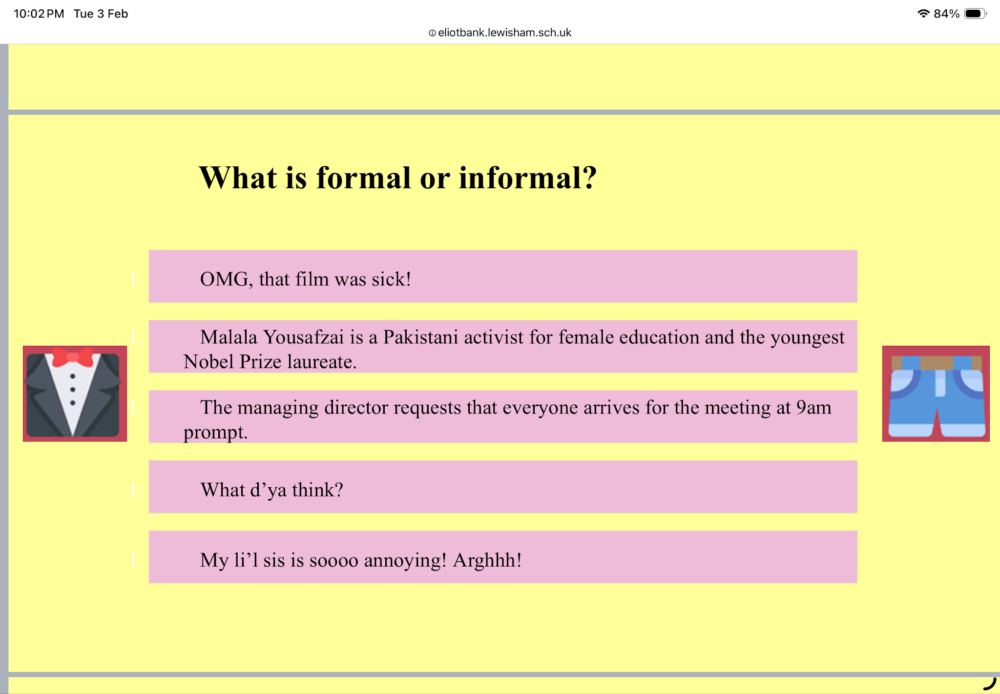 10:02 PM Tue 3 Feb
84%
eliotbank.lewisham.sch.uk
What is formal or informal?
1. OMG, that film was sick!
1. Malala Yousafzai is a Pakistani activist for female education and the youngest
Nobel Prize laureate.
1. The managing director requests that everyone arrives for the meeting at 9am
prompt.
1. What d’ya think?
1. My li’l sis is soooo annoying! Arghhh!